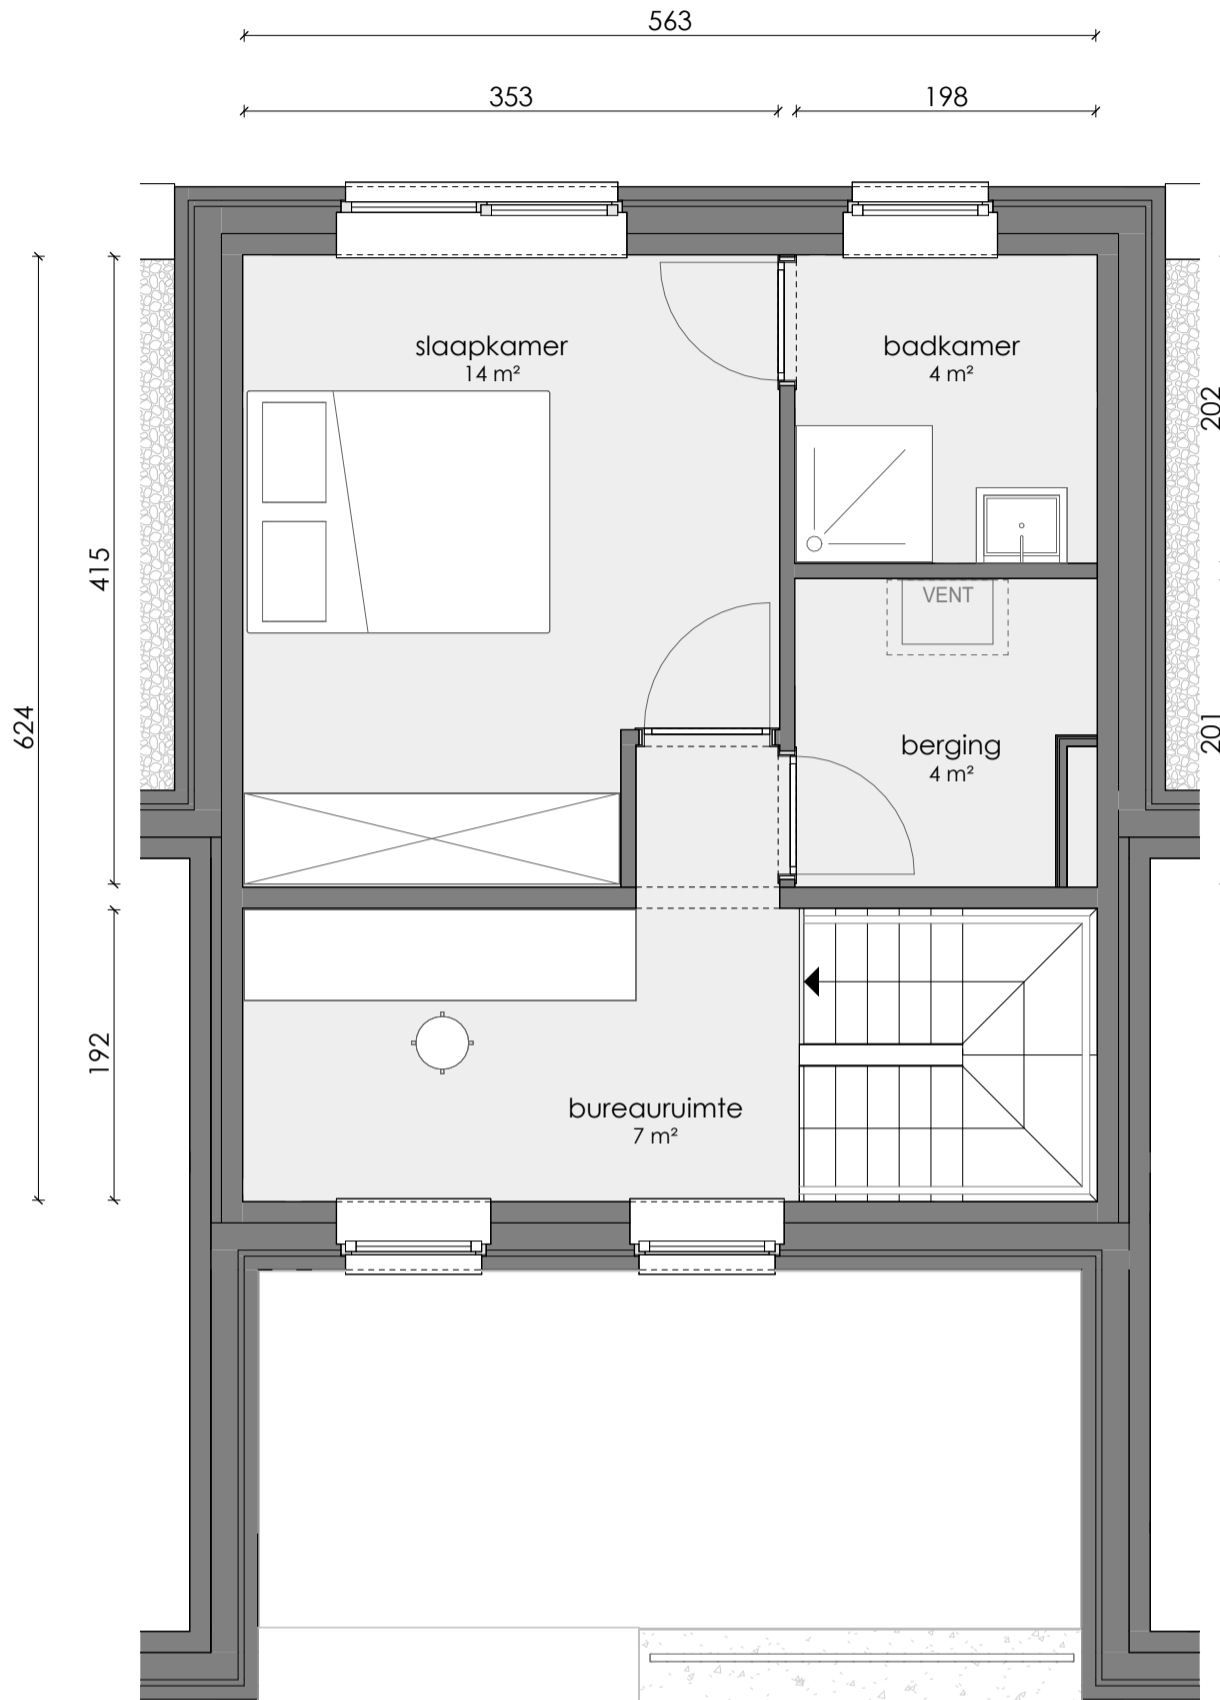 563
353
198
slaapkamer
14 m²
badkamer
4 m²
202
415
VENT
624
berging
4 m²
201
192
bureauruimte
7 m²